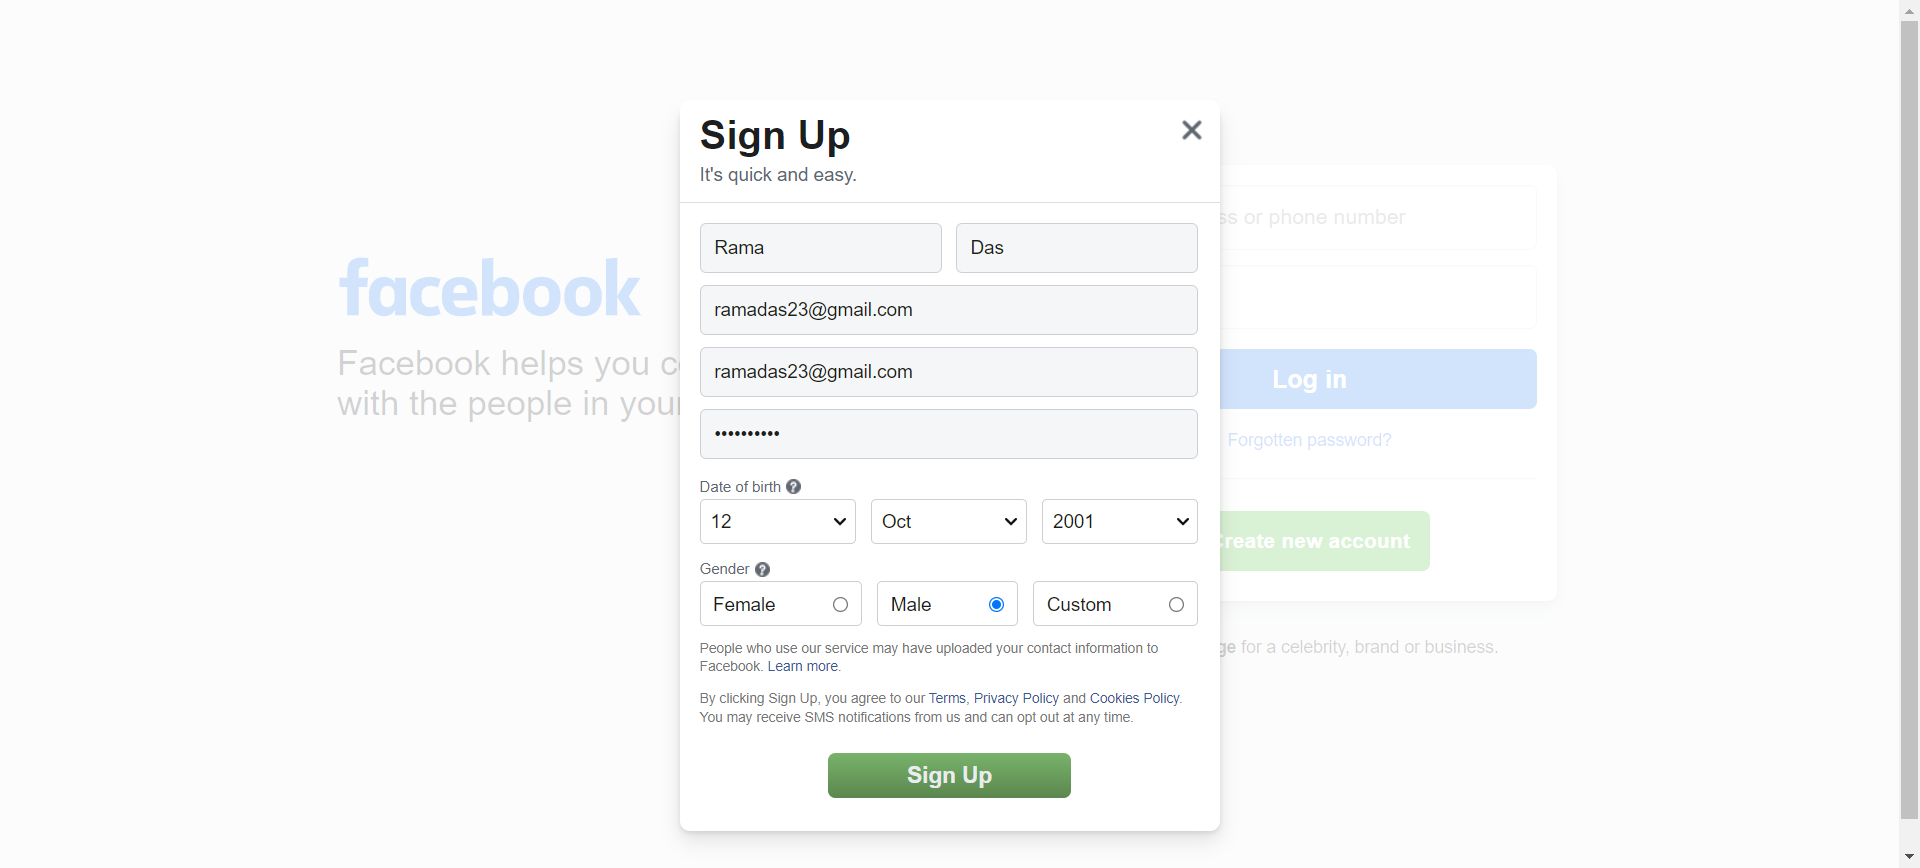 Sign Up
It's quick and easy.
Rama
Das
ramadas23@gmail.com
ramadas23@gmail.com
••••••••••
Date of birth ?
12
Oct
2001
Gender ?
Female
Male
Custom
People who use our service may have uploaded your contact information to
Facebook. Learn more.
By clicking Sign Up, you agree to our Terms, Privacy Policy and Cookies Policy.
You may receive SMS notifications from us and can opt out at any time.
Sign Up
facebook
Facebook helps you
with the people in your
or phone number
Log in
Forgotten password?
Create new account
for a celebrity, brand or business.